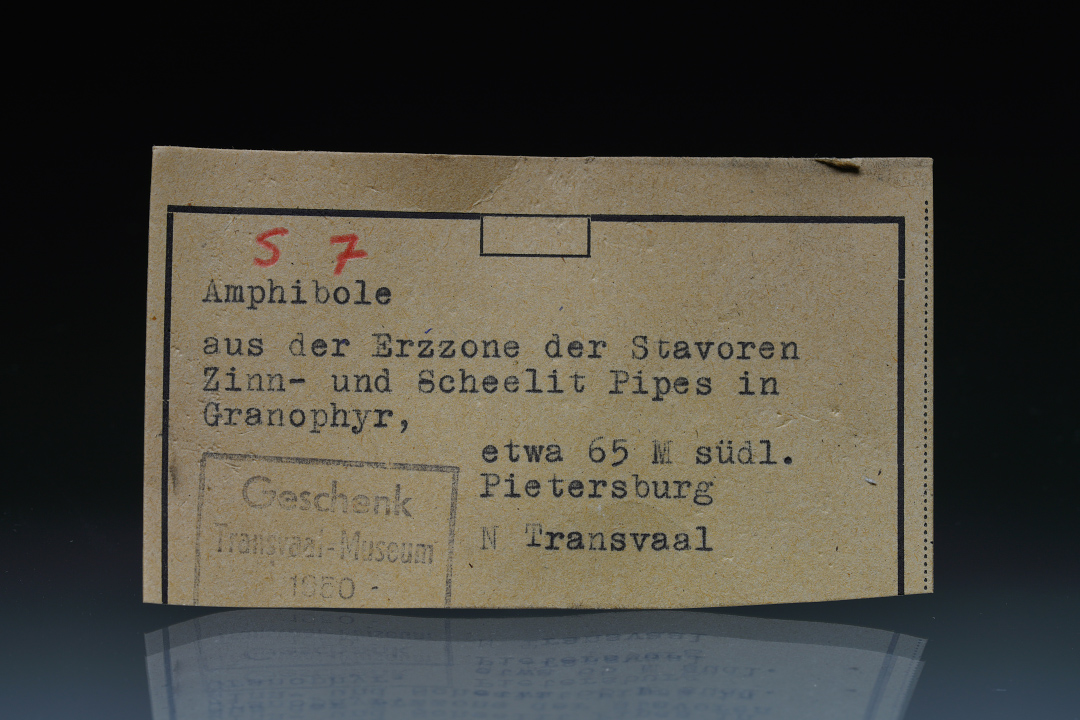 S 7
Amphibole
aus der Erzzone der Stavoren
Zinn- und Scheelit Pipes in
Granophyr,
etwa 65 M südl.
Pietersburg
N Transvaal
Geschenk
Transvaal-Museum